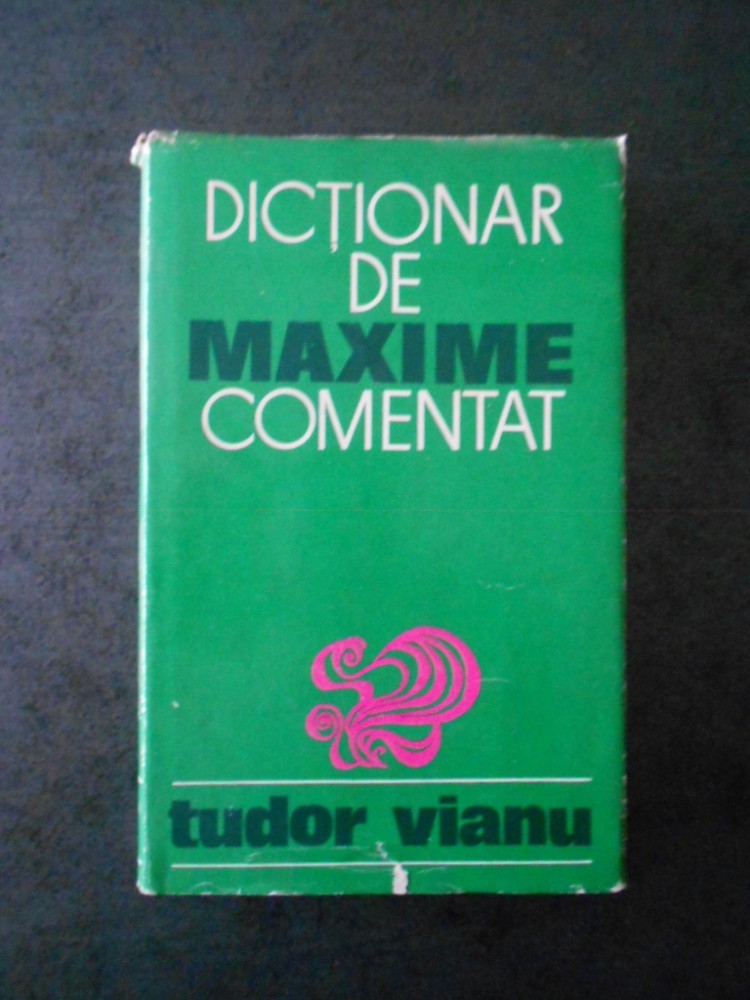 DICȚIONAR
DE
MAXIME
COMENTAT
tudor vianu